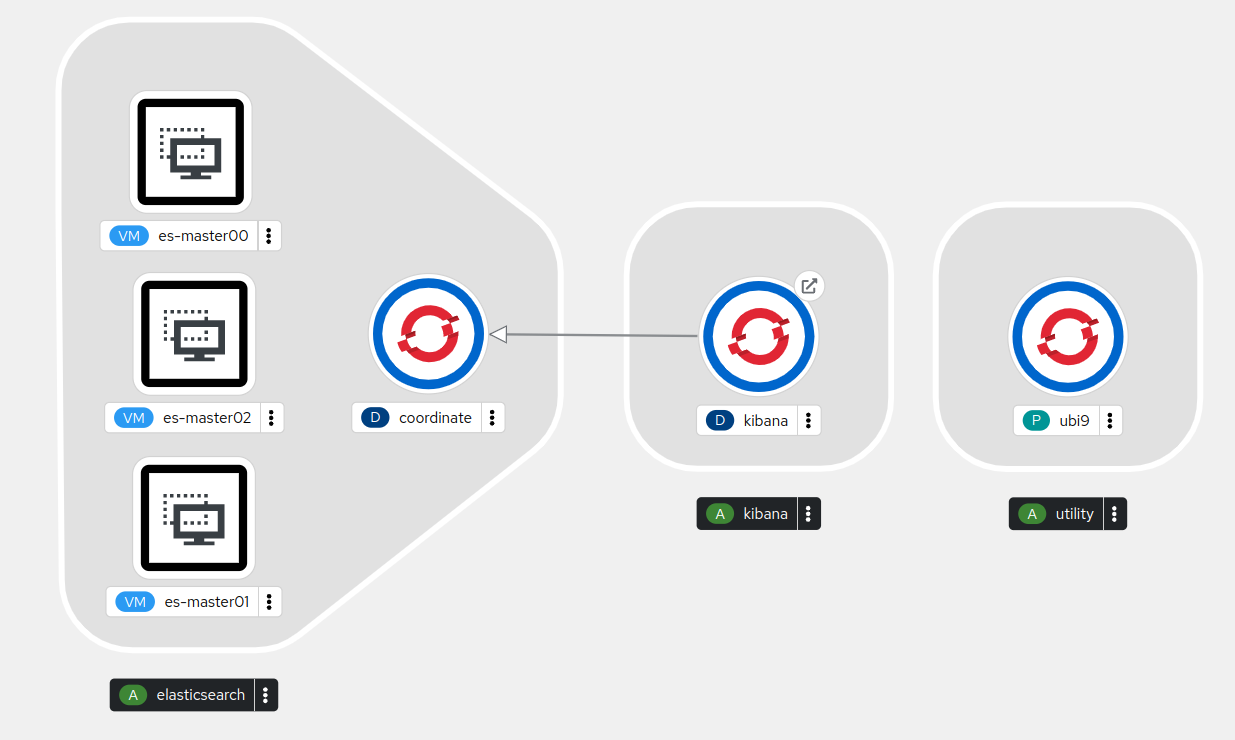 VM es-master00
VM es-master02
D coordinate
D kibana
P ubi9
A kibana
A utility
VM es-master01
A elasticsearch